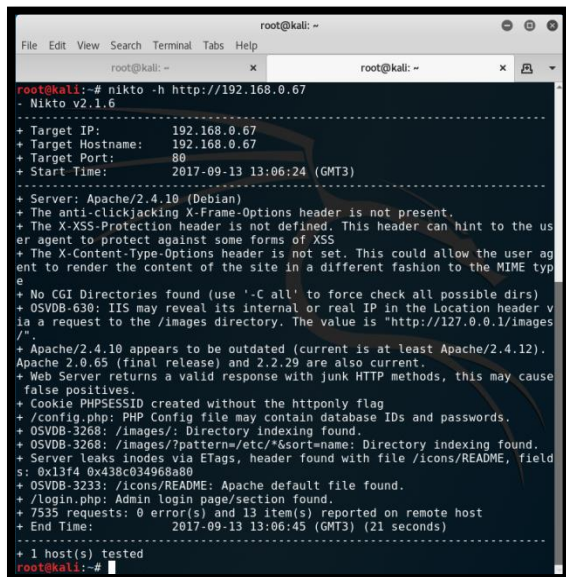 root@kali: ~
File Edit View Search Terminal Tabs Help
root@kali: ~ × root@kali: ~ ×
root@kali:~# nikto -h http://192.168.0.67
- Nikto v2.1.6
---------------------------------------------------------------------------
+ Target IP: 192.168.0.67
+ Target Hostname: 192.168.0.67
+ Target Port: 80
+ Start Time: 2017-09-13 13:06:24 (GMT3)
---------------------------------------------------------------------------
+ Server: Apache/2.4.10 (Debian)
+ The anti-clickjacking X-Frame-Options header is not present.
+ The X-XSS-Protection header is not defined. This header can hint to the us
er agent to protect against some forms of XSS
+ The X-Content-Type-Options header is not set. This could allow the user ag
ent to render the content of the site in a different fashion to the MIME typ
e
+ No CGI Directories found (use '-C all' to force check all possible dirs)
+ OSVDB-630: IIS may reveal its internal or real IP in the Location header v
ia a request to the /images directory. The value is "http://127.0.0.1/images
/".
+ Apache/2.4.10 appears to be outdated (current is at least Apache/2.4.12).
Apache 2.0.65 (final release) and 2.2.29 are also current.
+ Web Server returns a valid response with junk HTTP methods, this may cause
false positives.
+ Cookie PHPSESSID created without the httponly flag
+ /config.php: PHP Config file may contain database IDs and passwords.
+ OSVDB-3268: /images/: Directory indexing found.
+ OSVDB-3268: /images/?pattern=/etc/*&sort=name: Directory indexing found.
+ Server leaks inodes via ETags, header found with file /icons/README, field
s: 0x13f4 0x438c034968a80
+ OSVDB-3233: /icons/README: Apache default file found.
+ /login.php: Admin login page/section found.
+ 7535 requests: 0 error(s) and 13 item(s) reported on remote host
+ End Time: 2017-09-13 13:06:45 (GMT3) (21 seconds)
---------------------------------------------------------------------------
+ 1 host(s) tested
root@kali:~#